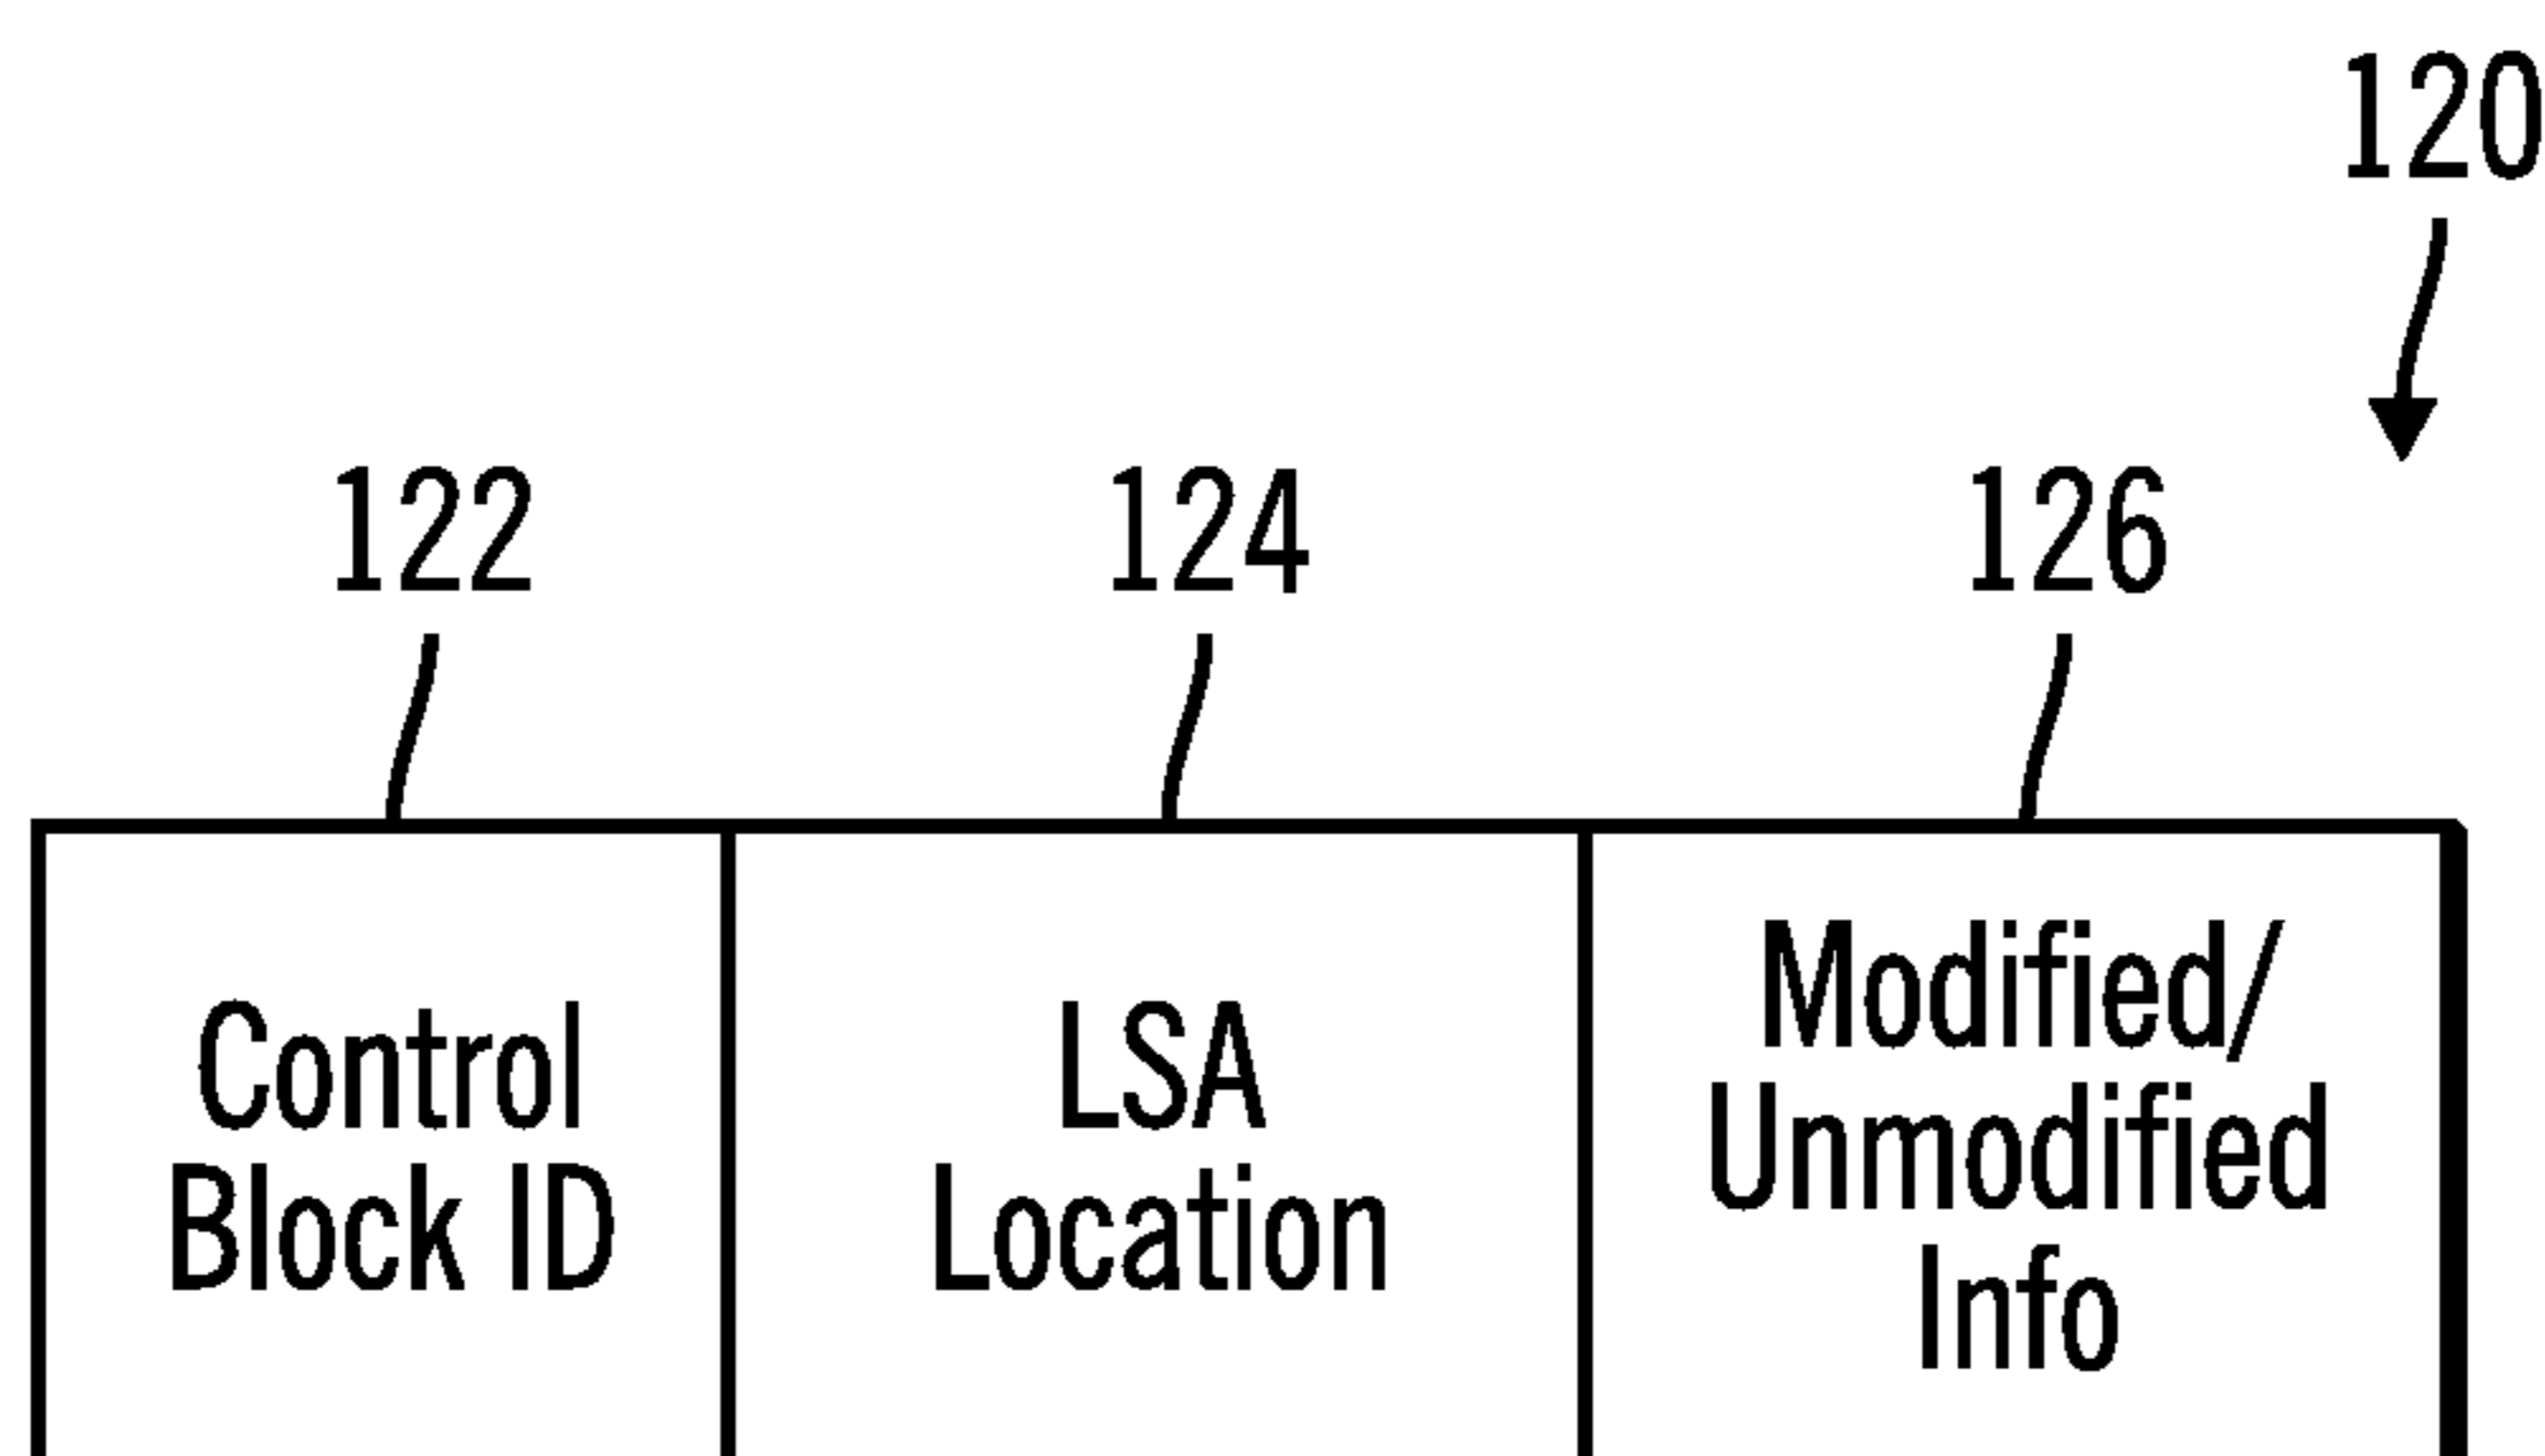 120
122 124 126
Control
Block ID
LSA
Location
Modified/
Unmodified
Info